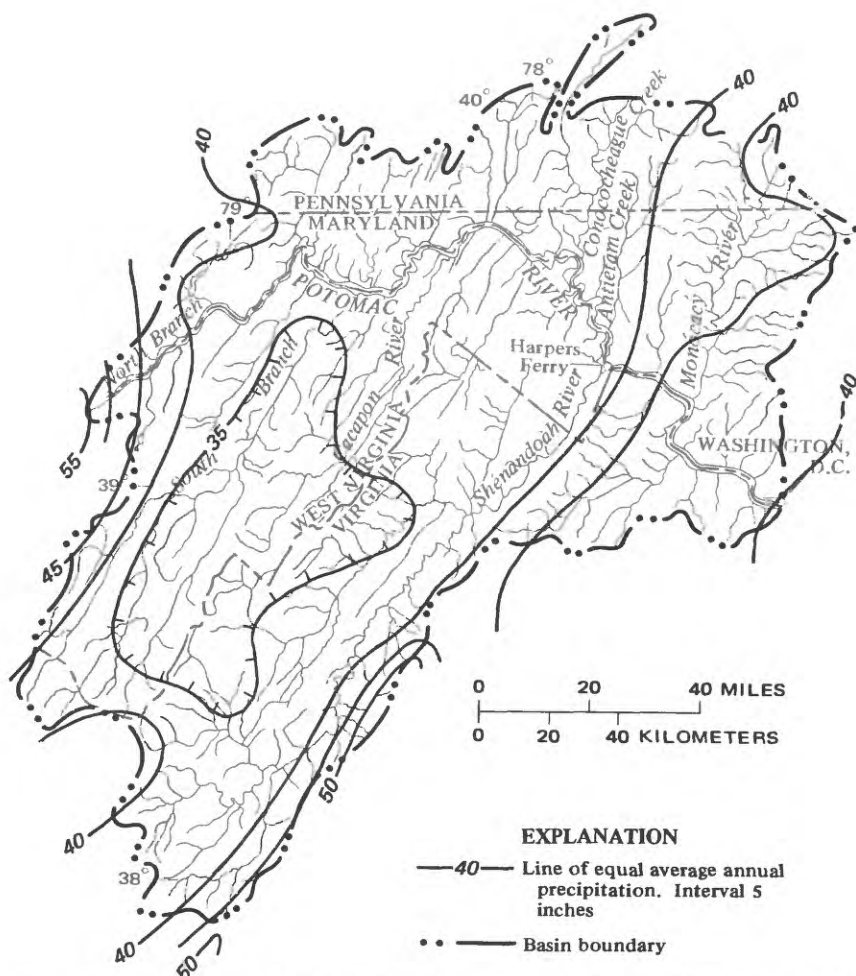 40
78°
40°
40
40
Conococheague Creek
Antietam Creek
PENNSYLVANIA
MARYLAND
79
North Branch
POTOMAC
RIVER
River
Monocacy
Harpers
Ferry
35
South
Branch
River
acapon
WEST VIRGINIA
VIRGINIA
Shenandoah River
WASHINGTON,
D.C.
40
55
39°
45
0 20 40 MILES
0 20 40 KILOMETERS
50
40
38°
40
50
EXPLANATION
40 Line of equal average annual
precipitation. Interval 5
inches
Basin boundary